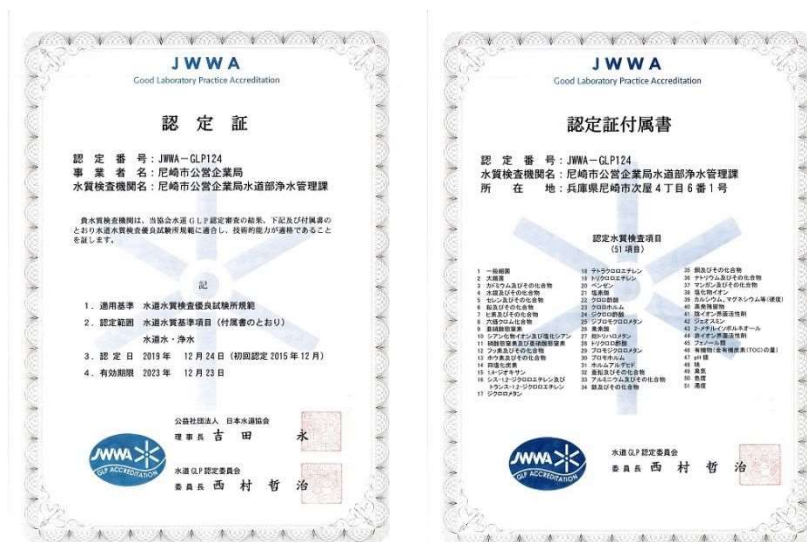 JWWA
Good Laboratory Practice Accreditation
認定証
認定番号：JWWA－GLP124
事業者名：尼崎市公営企業局
水質検査機関名：尼崎市公営企業局水道部浄水管理課
貴水質検査機関は、当協会水道GLP認定審査の結果、下記及び付属書の
とおり水道水質検査優良試験所規範に適合し、技術的能力が適格であること
を証します。
記
1．適用基準 水道水質検査優良試験所規範
2．認定範囲 水道水質基準項目（付属書のとおり）
水道水・浄水
3．認定日 2019年 12月24日（初回認定2015年12月）
4．有効期限 2023年 12月23日
公益社団法人 日本水道協会
理事長 吉田 永
JWWA
GLP ACCREDITATION
水道GLP認定委員会
委員長 西村哲治
JWWA
Good Laboratory Practice Accreditation
認定証付属書
認定番号：JWWA－GLP124
水質検査機関名：尼崎市公営企業局水道部浄水管理課
所在地：兵庫県尼崎市次屋4丁目6番1号
認定水質検査項目
(51項目)
1 一般細菌
2 大腸菌
3 カドミウム及びその化合物
4 水銀及びその化合物
5 セレン及びその化合物
6 鉛及びその化合物
7 ヒ素及びその化合物
8 六価クロム化合物
9 亜硝酸態窒素
10 シアン化物イオン及び塩化シアン
11 硝酸態窒素及び亜硝酸態窒素
12 フッ素及びその化合物
13 ホウ素及びその化合物
14 四塩化炭素
15 1,4-ジオキサン
16 シス-1,2-ジクロロエチレン及び
トランス-1,2-ジクロロエチレン
17 ジクロロメタン
18 テトラクロロエチレン
19 トリクロロエチレン
20 ベンゼン
21 塩素酸
22 クロロ酢酸
23 クロロホルム
24 ジクロロ酢酸
25 ジブロモクロロメタン
26 臭素酸
27 総トリハロメタン
28 トリクロロ酢酸
29 ブロモジクロロメタン
30 ブロモホルム
31 ホルムアルデヒド
32 亜鉛及びその化合物
33 アルミニウム及びその化合物
34 鉄及びその化合物
35 銅及びその化合物
36 ナトリウム及びその化合物
37 マンガン及びその化合物
38 塩化物イオン
39 カルシウム、マグネシウム等(硬度)
40 蒸発残留物
41 陰イオン界面活性剤
42 ジェオスミン
43 2-メチルイソボルネオール
44 非イオン界面活性剤
45 フェノール類
46 有機物(全有機炭素(TOC)の量)
47 pH値
48 味
49 臭気
50 色度
51 濁度
JWWA
GLP ACCREDITATION
水道GLP認定委員会
委員長 西村哲治